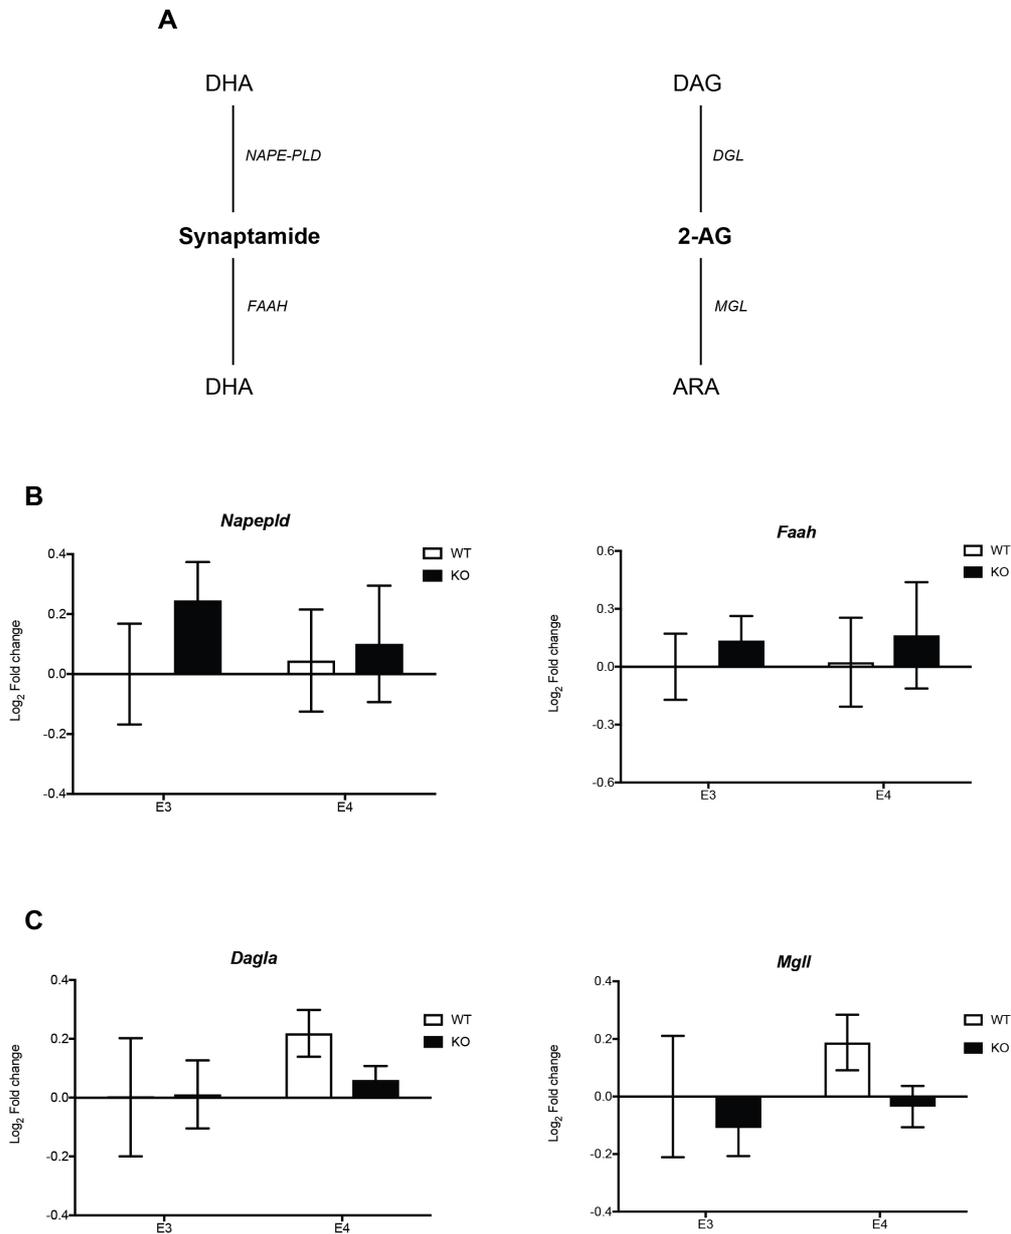 A
DHA
DAG
NAPE-PLD
DGL
Synaptamide
2-AG
FAAH
MGL
DHA
ARA
B
Napepld
WT
KO
0.4
0.2
0.0
-0.2
-0.4
Log2 Fold change
E3
E4
Faah
WT
KO
0.6
0.3
0.0
-0.3
-0.6
Log2 Fold change
E3
E4
C
Dagla
WT
KO
0.4
0.2
0.0
-0.2
-0.4
Log2 Fold change
E3
E4
Mgll
WT
KO
0.4
0.2
0.0
-0.2
-0.4
Log2 Fold change
E3
E4